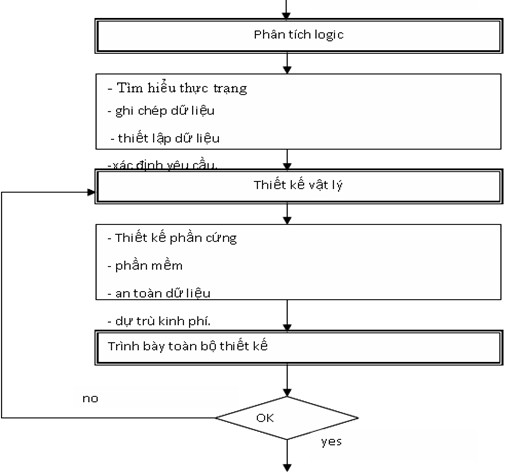 Phân tích logic
- Tìm hiểu thực trạng
- ghi chép dữ liệu
- thiết lập dữ liệu
-xác định yêu cầu.
Thiết kế vật lý
- Thiết kế phần cứng
- phần mềm
- an toàn dữ liệu
- dự trù kinh phí.
Trình bày toàn bộ thiết kế
no
OK
yes